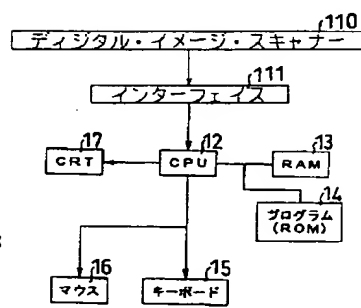 110
ディジタル・イメージ・スキャナー
111
インターフェイス
17
CRT
12
CPU
13
RAM
14
プログラム
(ROM)
16
マウス
15
キーボード